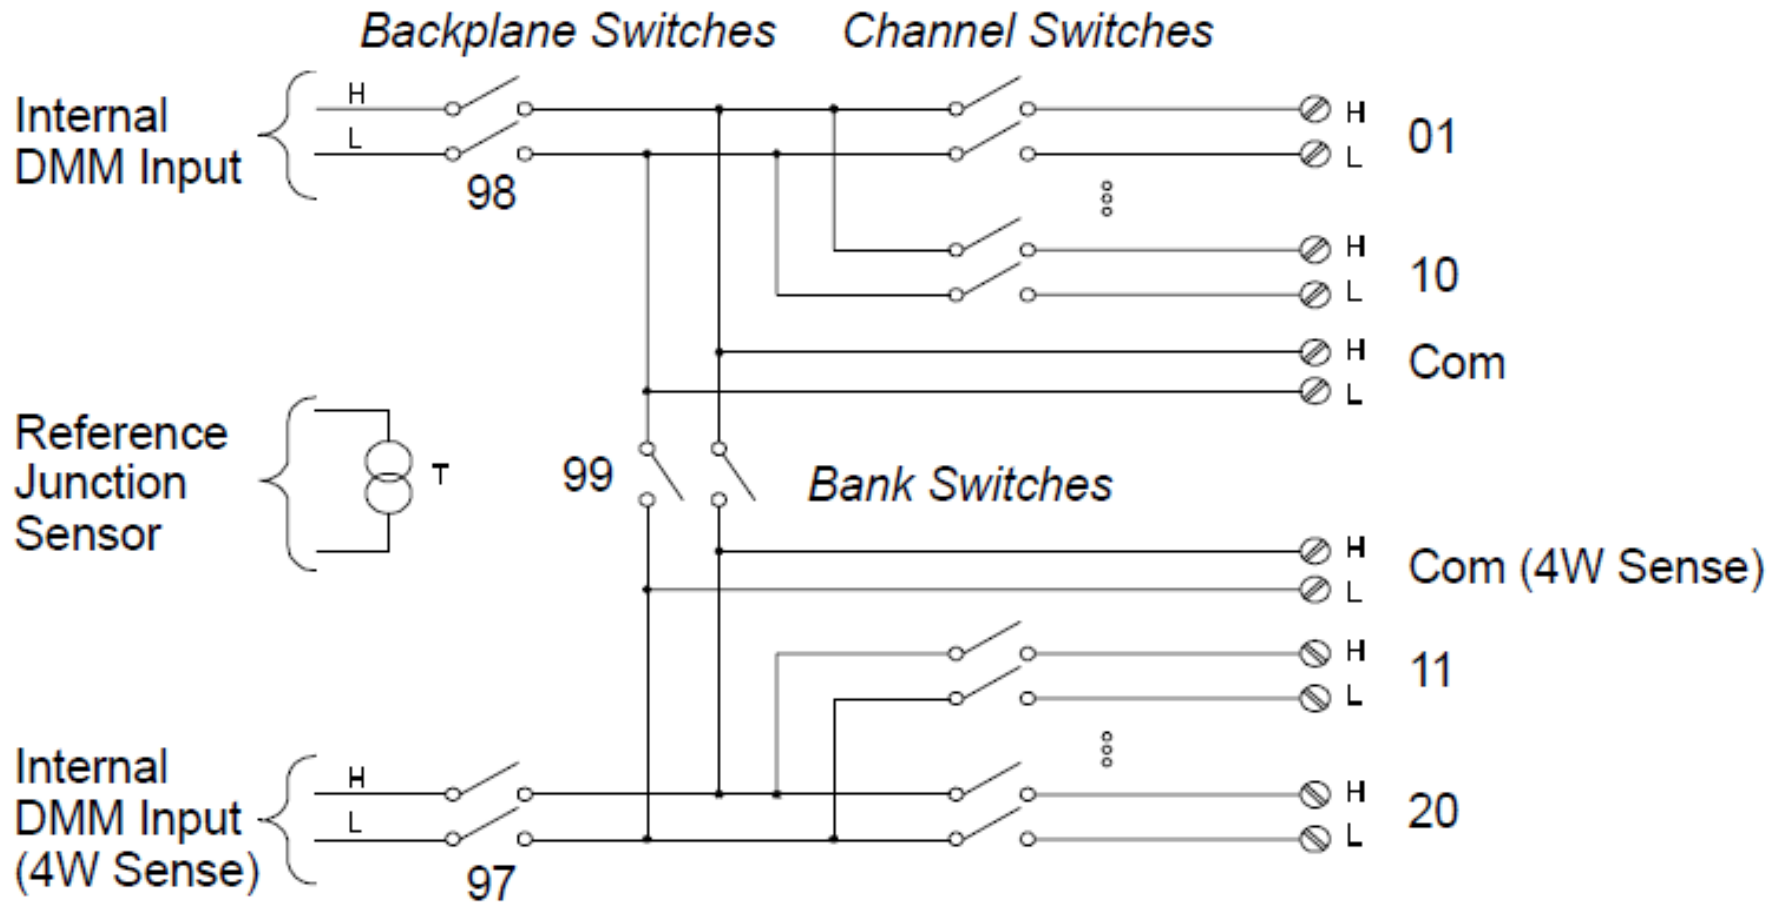 Backplane Switches Channel Switches
Internal
DMM Input
H
L
98
H
L
01
H
L
10
H
L
Com
Reference
Junction
Sensor
T
99
Bank Switches
H
L
Com (4W Sense)
H
L
11
Internal
DMM Input
(4W Sense)
H
L
97
H
L
20